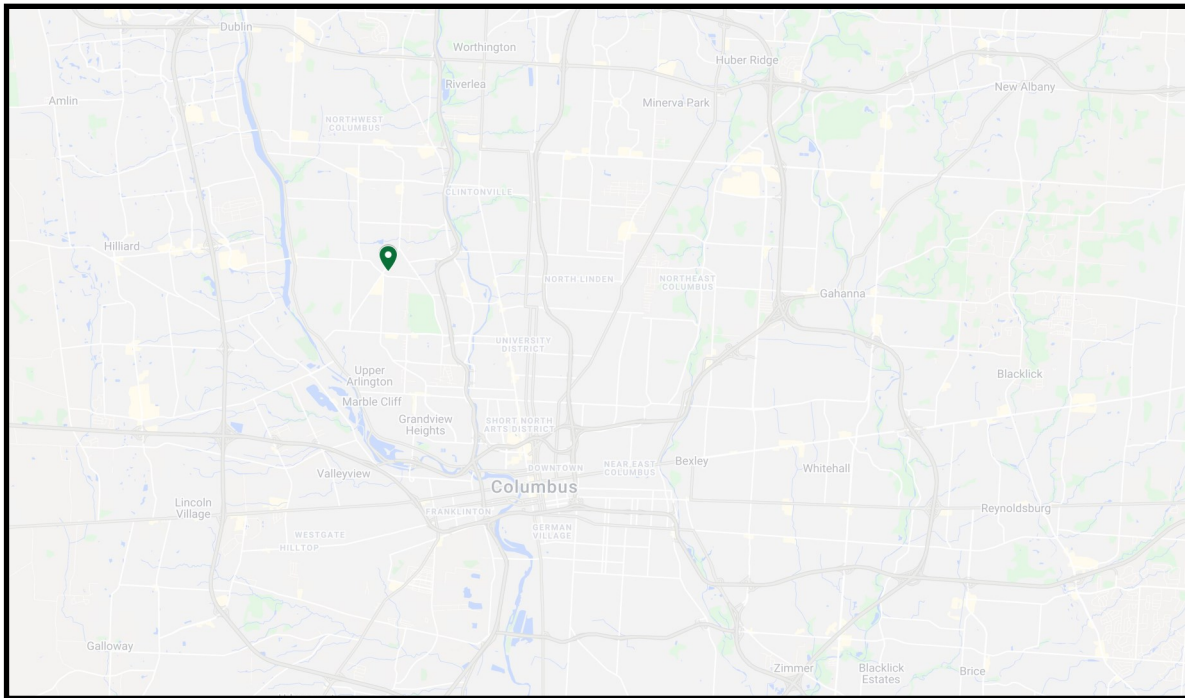 Dublin
Worthington
Huber Ridge
Riverlea
New Albany
Amlin
Minerva Park
NORTHWEST
COLUMBUS
CLINTONVILLE
Hilliard
NORTH LINDEN
NORTHEAST
COLUMBUS
Gahanna
UNIVERSITY
DISTRICT
Upper
Arlington
Blacklick
Marble Cliff
Grandview
Heights
SHORT NORTH
ARTS DISTRICT
Bexley
NEAR EAST
COLUMBUS
DOWNTOWN
Whitehall
Valleyview
Columbus
Lincoln
Village
FRANKLINTON
Reynoldsburg
GERMAN
VILLAGE
WESTGATE
HILLTOP
Galloway
Zimmer
Blacklick
Estates
Brice